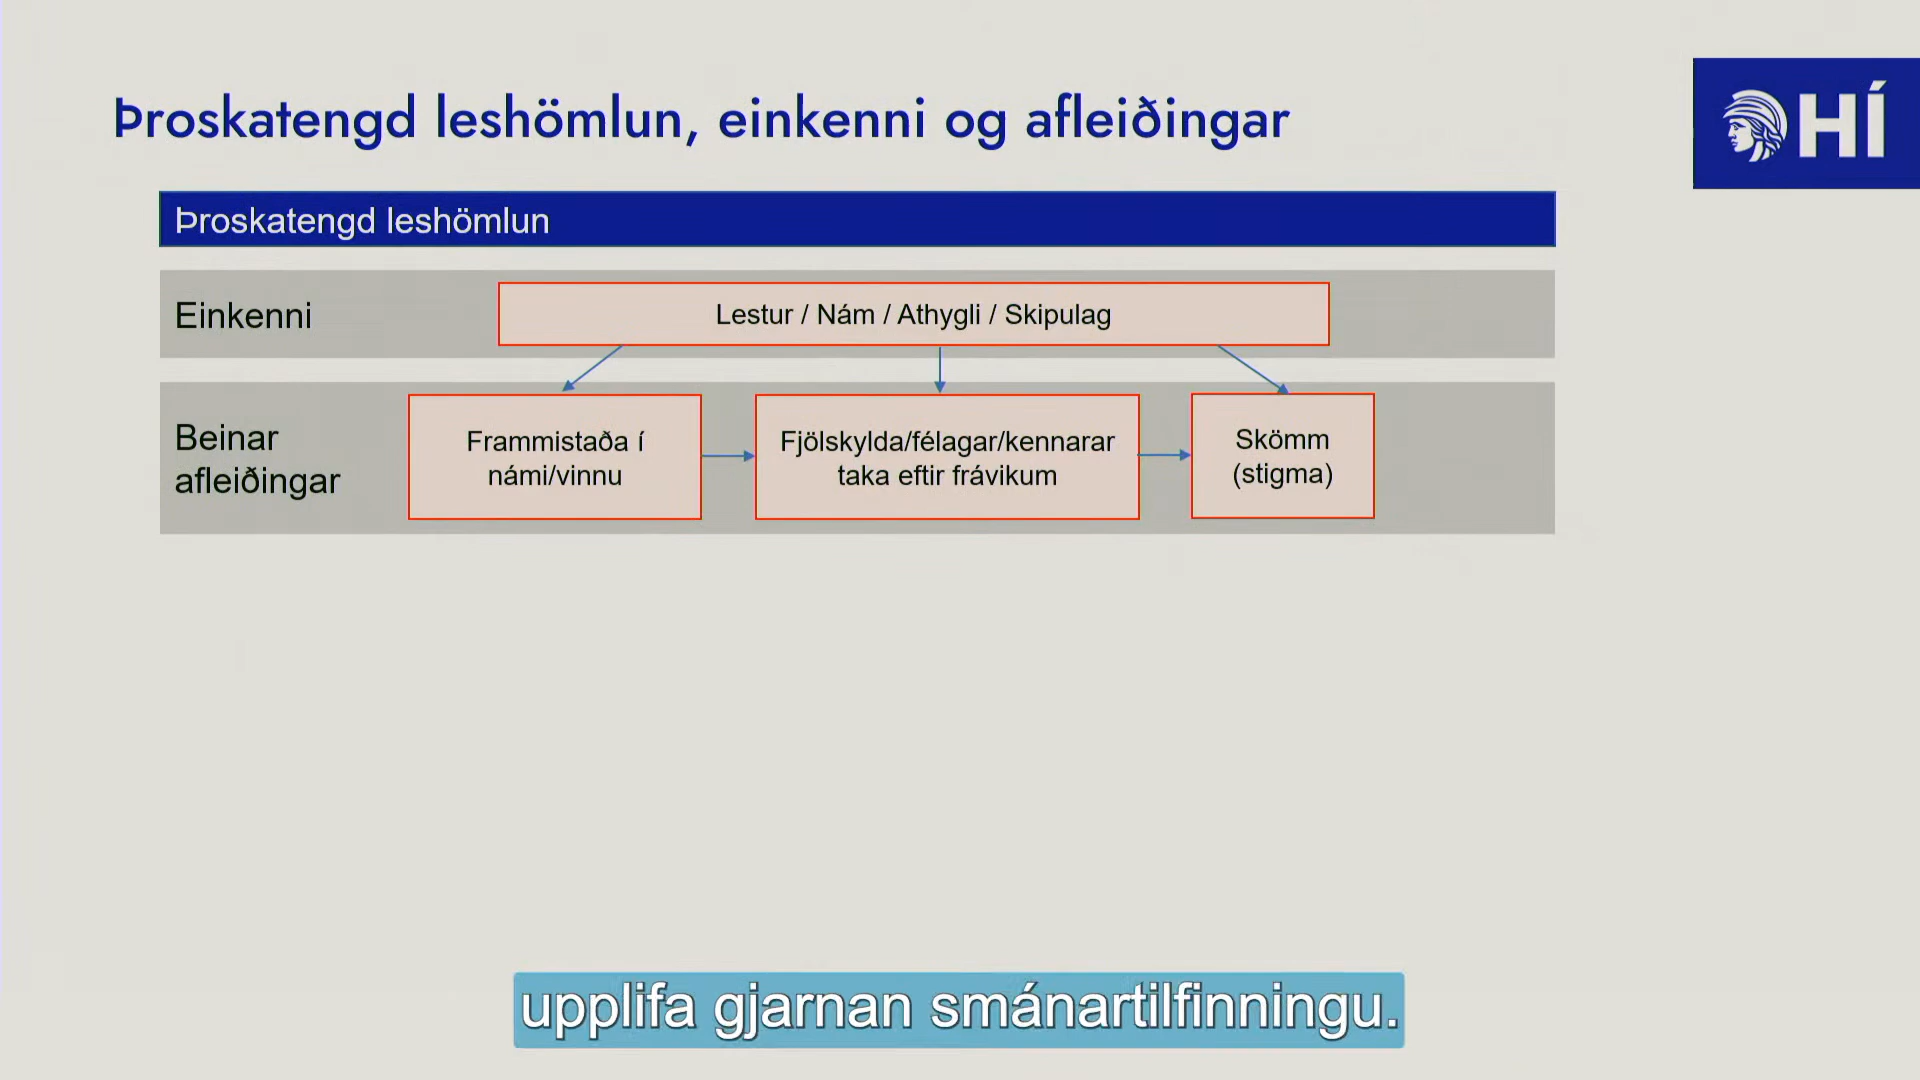 Þroskatengd leshömlun, einkenni og afleiðingar
HÍ
Þroskatengd leshömlun
Einkenni
Lestur / Nám / Athygli / Skipulag
Beinar
afleiðingar
Frammistaða í
námi/vinnu
Fjölskylda/félagar/kennarar
taka eftir frávikum
Skömm
(stigma)
upplifa gjarnan smánartilfinningu.